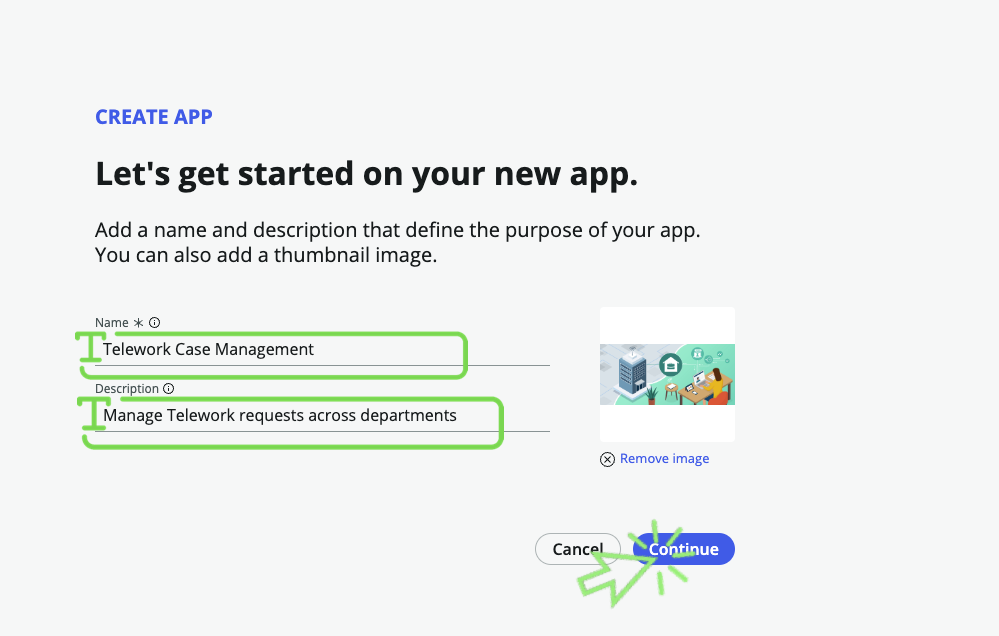 CREATE APP
Let's get started on your new app.
Add a name and description that define the purpose of your app.
You can also add a thumbnail image.
Name *
Telework Case Management
Description
Manage Telework requests across departments
Remove image
Cancel
Continue